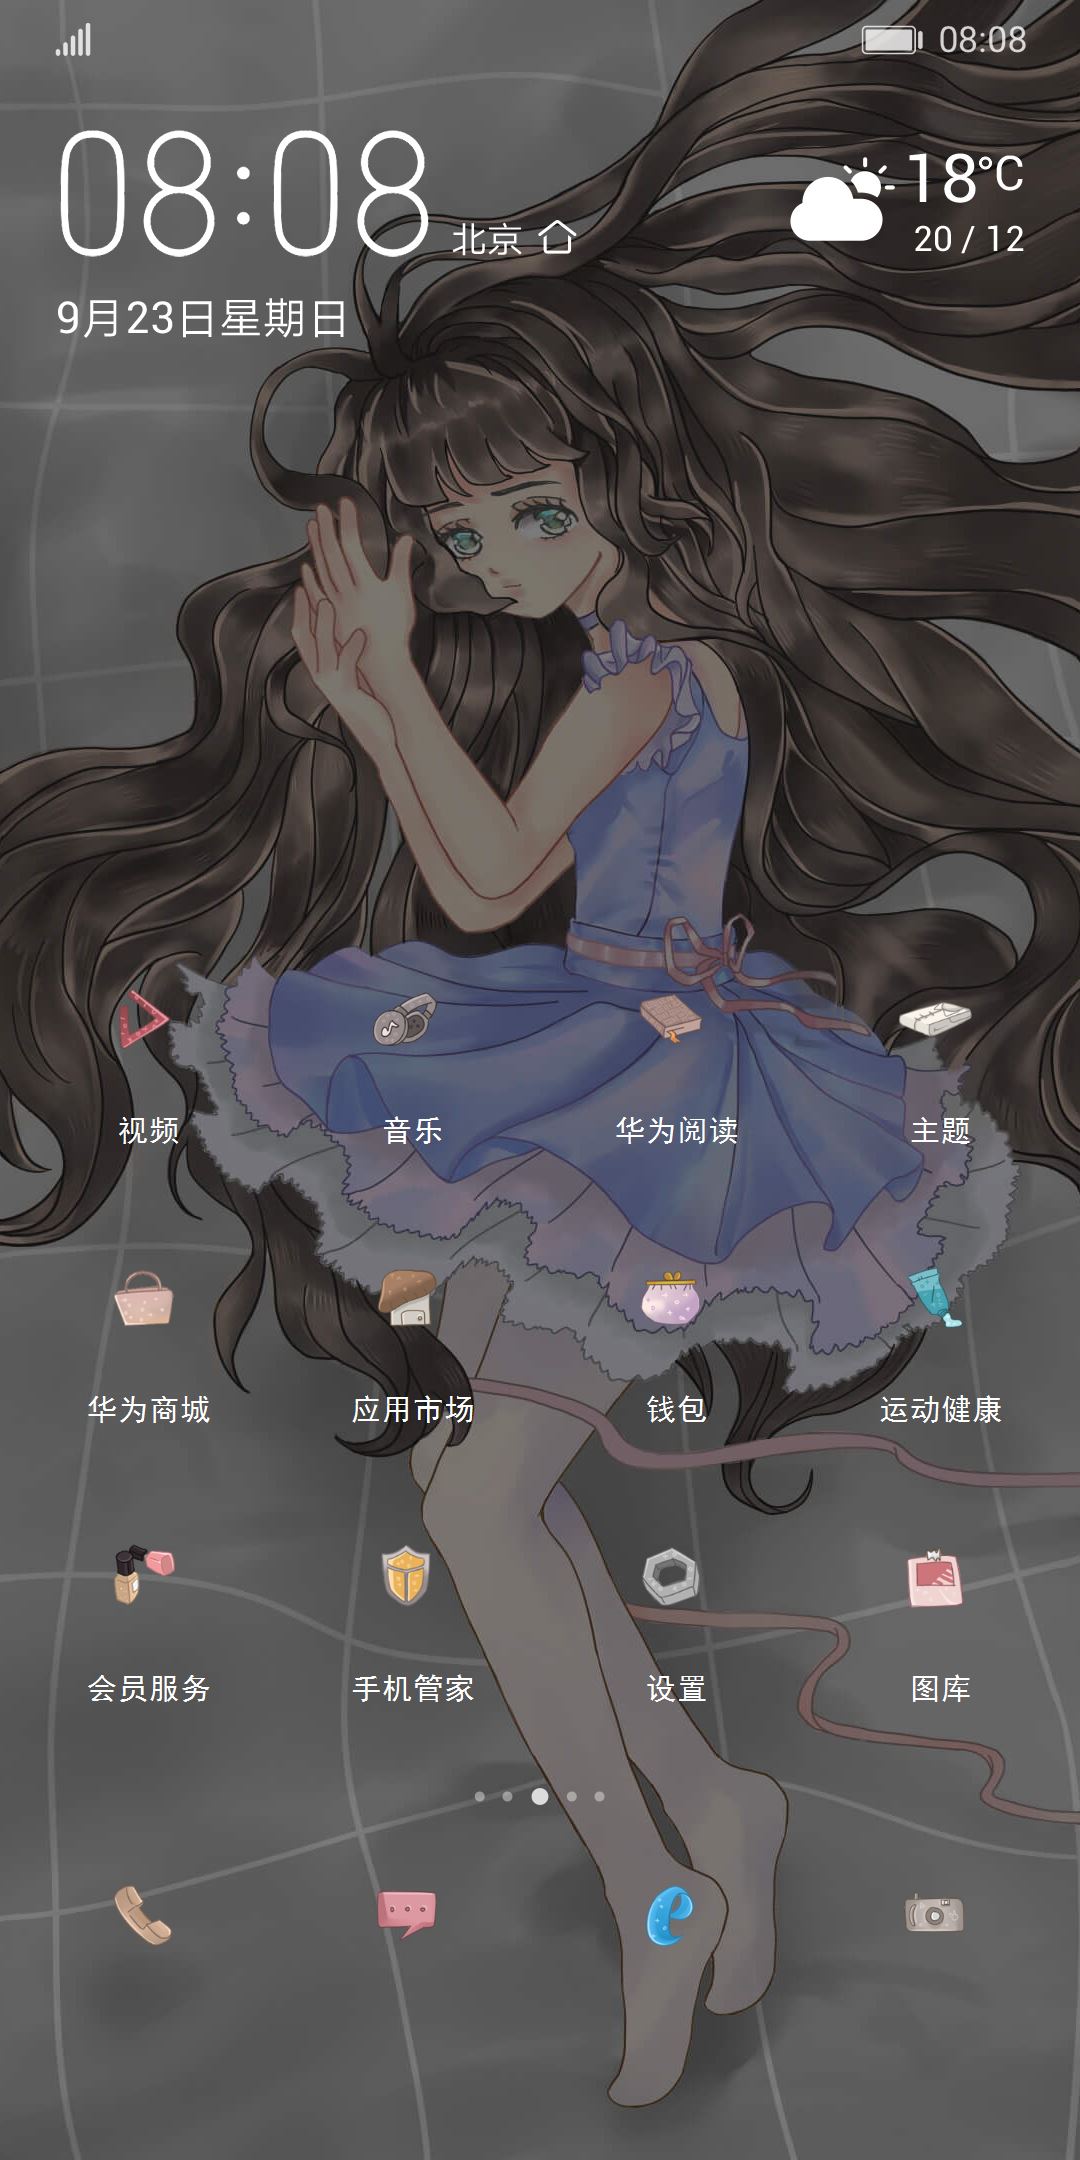 08:08
08:08
北京
18°C
20 / 12
9月23日星期日
视频
音乐
华为阅读
主题
华为商城
应用市场
钱包
运动健康
会员服务
手机管家
设置
图库